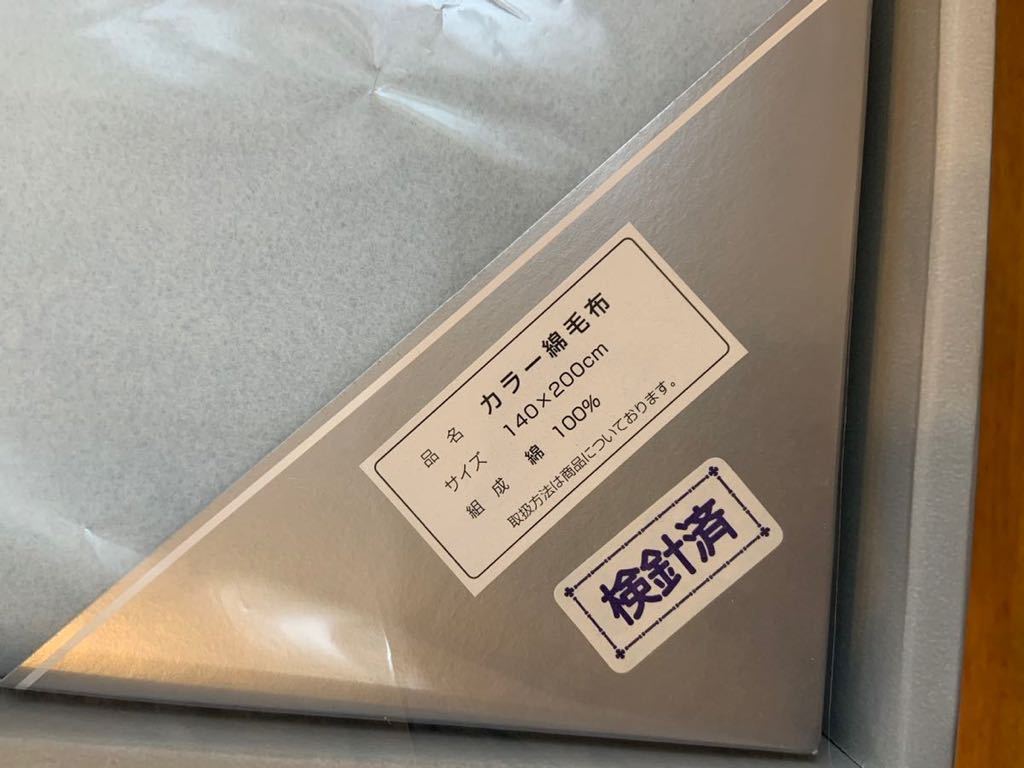 品名 カラー綿毛布
サイズ 140×200cm
組成 綿 100%
取扱方法は商品についております。
検針済